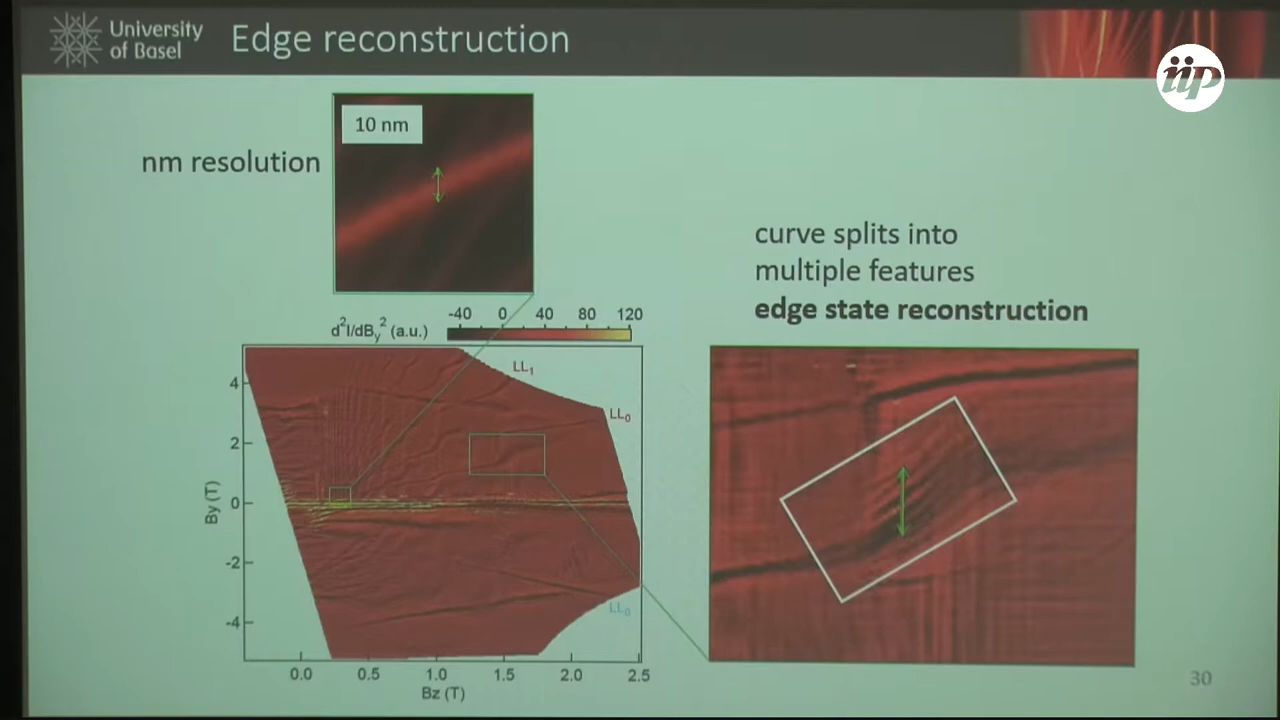 University
of Basel
Edge reconstruction
iip
10 nm
nm resolution
curve splits into
multiple features
edge state reconstruction
d²I/dBy² (a.u.)
-40 0 40 80 120
LL1
LL0
LL0
By (T)
4
2
0
-2
-4
0.0 0.5 1.0 1.5 2.0 2.5
Bz (T)
30